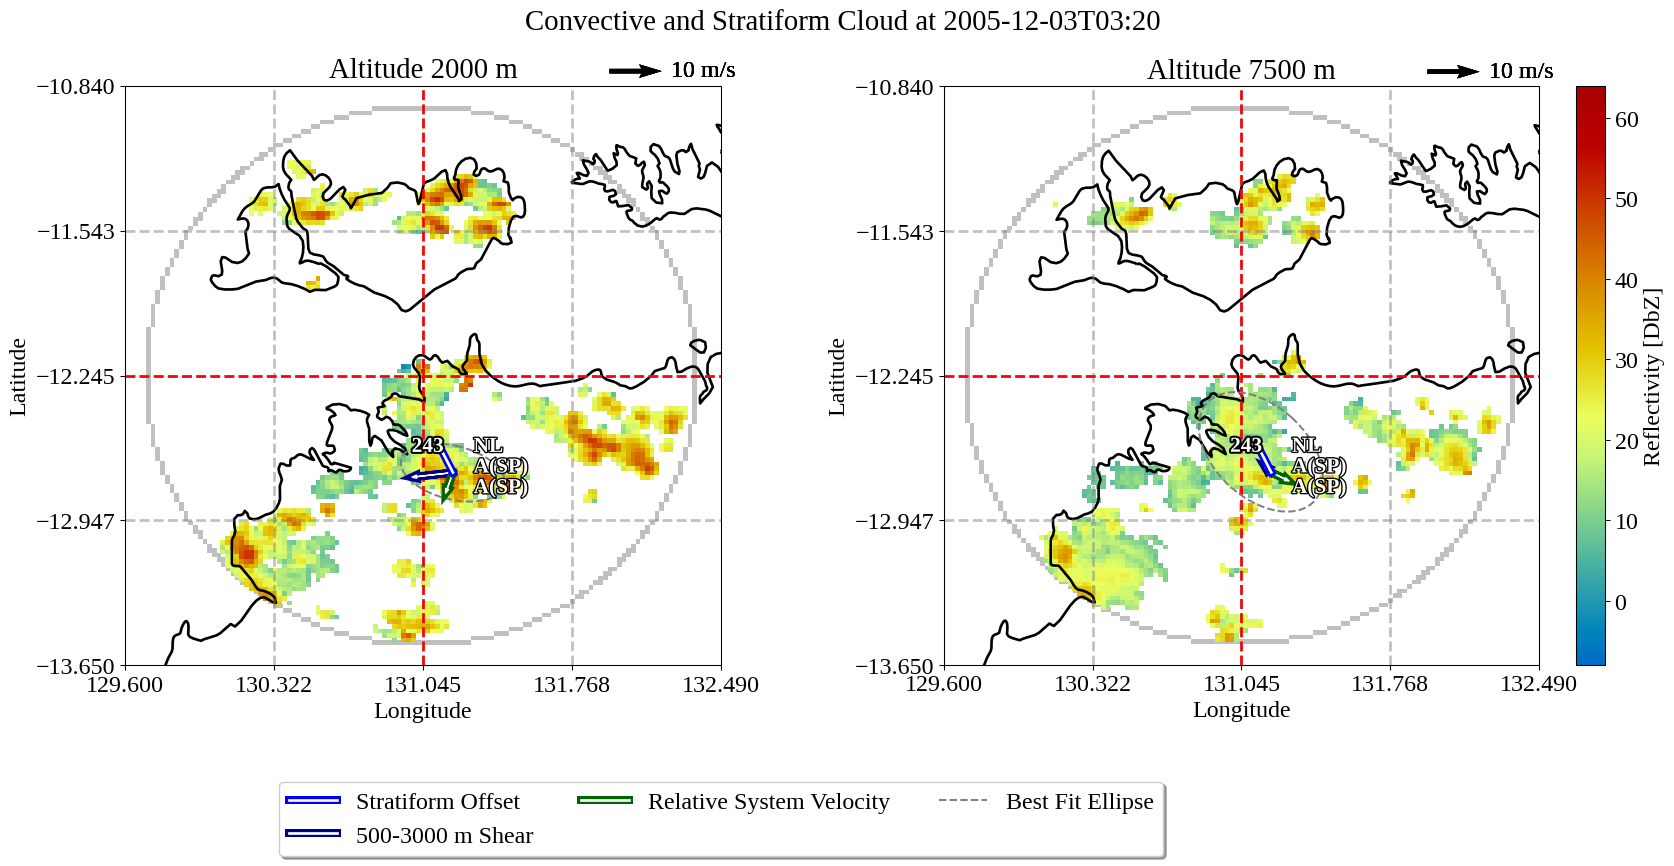 Convective and Stratiform Cloud at 2005-12-03T03:20
Altitude 2000 m
10 m/s
−10.840
−11.543
−12.245
−12.947
−13.650
129.600
130.322
131.045
131.768
132.490
Latitude
Longitude
243
NL
A(SP)
A(SP)
Altitude 7500 m
10 m/s
−10.840
−11.543
−12.245
−12.947
−13.650
129.600
130.322
131.045
131.768
132.490
Latitude
Longitude
243
NL
A(SP)
A(SP)
60
50
40
30
20
10
0
Reflectivity [DbZ]
Stratiform Offset
500-3000 m Shear
Relative System Velocity
Best Fit Ellipse